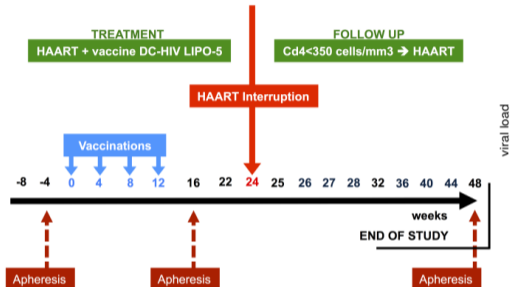 TREATMENT
HAART + vaccine DC-HIV LIPO-5
FOLLOW UP
Cd4<350 cells/mm3 ➔ HAART
HAART Interruption
Vaccinations
viral load
-8 -4 0 4 8 12 16 22 24 25 26 27 28 32 36 40 44 48
weeks
END OF STUDY
Apheresis
Apheresis
Apheresis